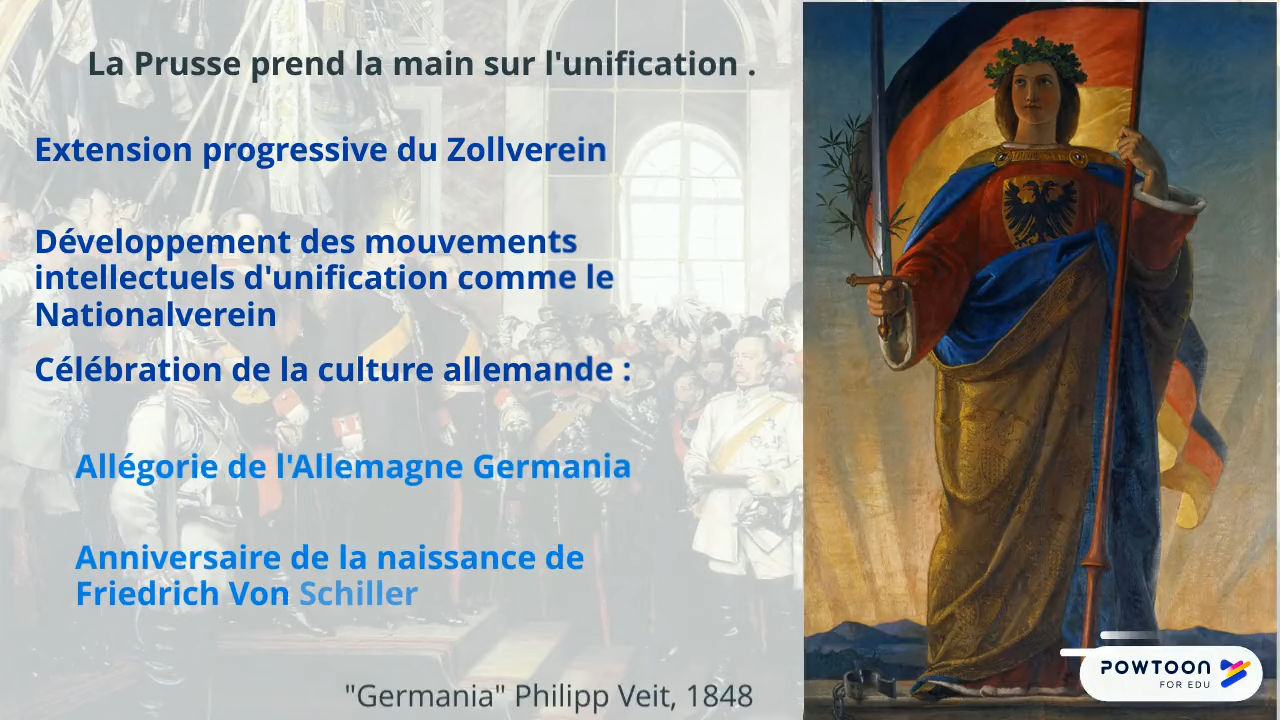 La Prusse prend la main sur l'unification .
Extension progressive du Zollverein
Développement des mouvements
intellectuels d'unification comme le
Nationalverein
Célébration de la culture allemande :
Allégorie de l'Allemagne Germania
Anniversaire de la naissance de
Friedrich Von Schiller
"Germania" Philipp Veit, 1848
POWTOON
FOR EDU